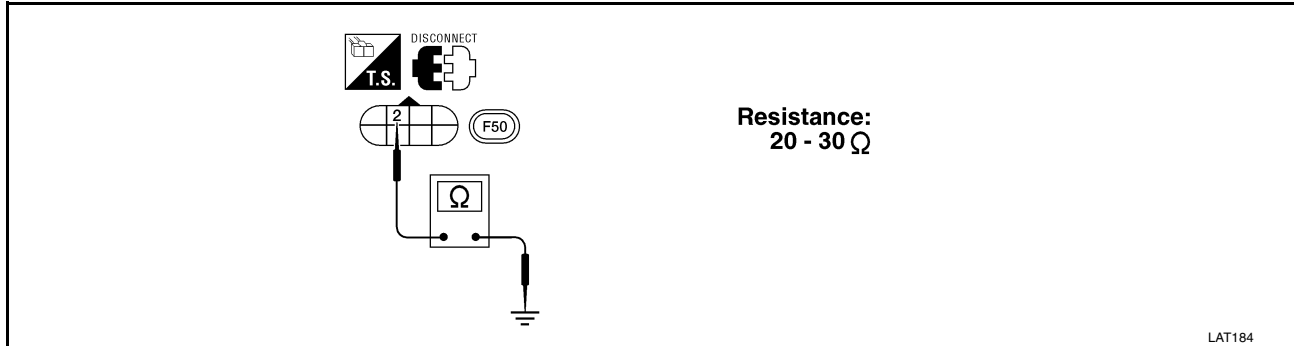 DISCONNECT
T.S.
2
F50
Ω
Resistance:
20 - 30 Ω
LAT184